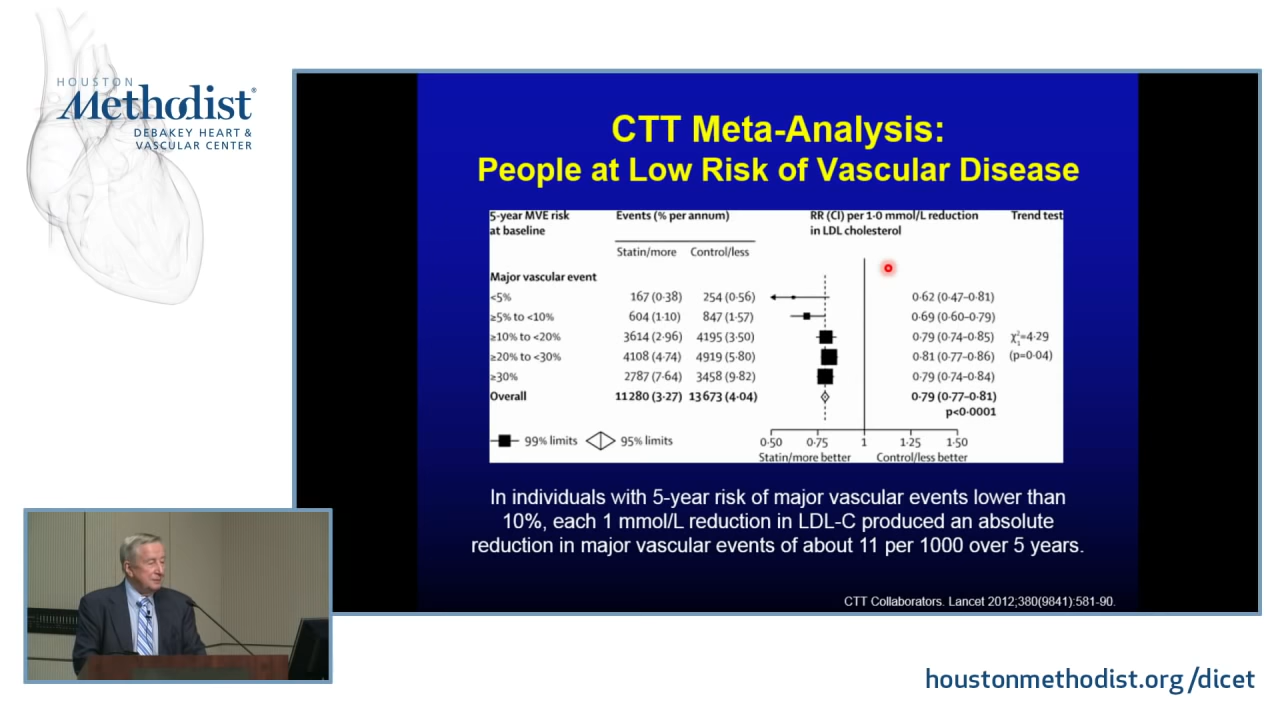 HOUSTON
Methodist®
DEBAKEY HEART &
VASCULAR CENTER
CTT Meta-Analysis:
People at Low Risk of Vascular Disease
5-year MVE risk Events (% per annum) RR (CI) per 1·0 mmol/L reduction Trend test
at baseline in LDL cholesterol
Statin/more Control/less
Major vascular event
<5% 167 (0·38) 254 (0·56) 0·62 (0·47–0·81)
≥5% to <10% 604 (1·10) 847 (1·57) 0·69 (0·60–0·79)
≥10% to <20% 3614 (2·96) 4195 (3·50) 0·79 (0·74–0·85) χ²₁=4·29
≥20% to <30% 4108 (4·74) 4919 (5·80) 0·81 (0·77–0·86) (p=0·04)
≥30% 2787 (7·64) 3458 (9·82) 0·79 (0·74–0·84)
Overall 11280 (3·27) 13673 (4·04) 0·79 (0·77–0·81)
p<0·0001
99% limits 95% limits 0·50 0·75 1 1·25 1·50
Statin/more better Control/less better
In individuals with 5-year risk of major vascular events lower than
10%, each 1 mmol/L reduction in LDL-C produced an absolute
reduction in major vascular events of about 11 per 1000 over 5 years.
CTT Collaborators. Lancet 2012;380(9841):581-90.
houstonmethodist.org/dicet